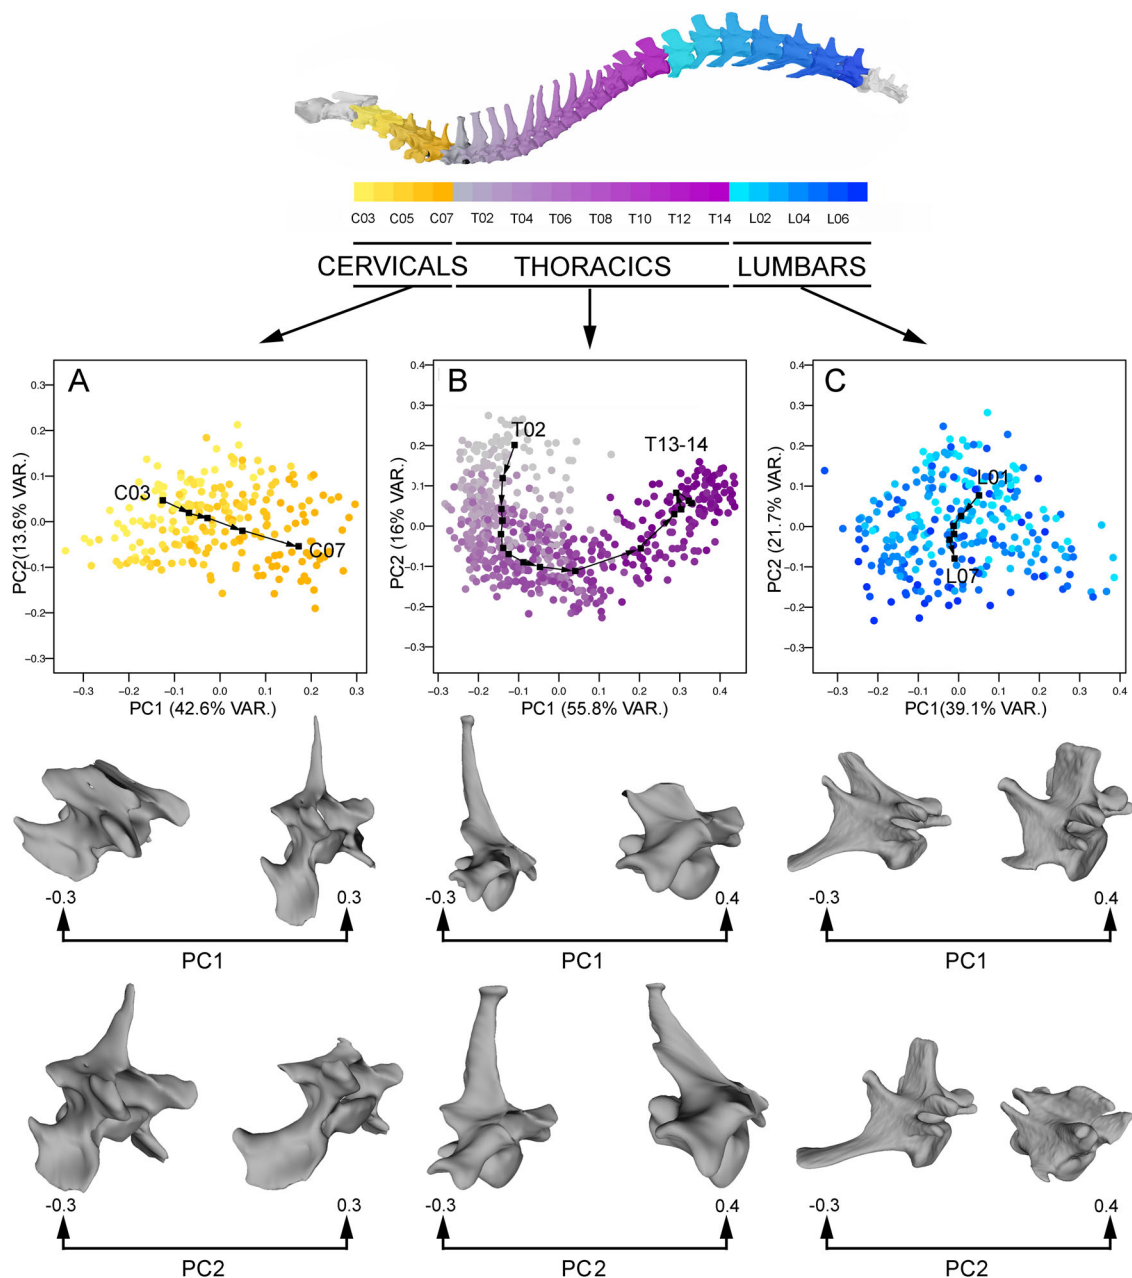 C03 C05 C07 T02 T04 T06 T08 T10 T12 T14 L02 L04 L06
CERVICALS THORACICS LUMBARS
A
PC2(13.6% VAR.)
0.3
0.2
0.1
0.0
−0.1
−0.2
−0.3
C03
C07
−0.3 −0.2 −0.1 0.0 0.1 0.2 0.3
PC1 (42.6% VAR.)
B
PC2 (16% VAR.)
0.4
0.3
0.2
0.1
0.0
−0.1
−0.2
−0.3
T02
T13-14
−0.3 −0.2 −0.1 0.0 0.1 0.2 0.3 0.4
PC1 (55.8% VAR.)
C
PC2 (21.7% VAR.)
0.4
0.3
0.2
0.1
0.0
−0.1
−0.2
−0.3
L01
L07
−0.3 −0.2 −0.1 0.0 0.1 0.2 0.3 0.4
PC1(39.1% VAR.)
-0.3 0.3 -0.3 0.4 -0.3 0.4
PC1 PC1 PC1
-0.3 0.3 -0.3 0.4 -0.3 0.4
PC2 PC2 PC2